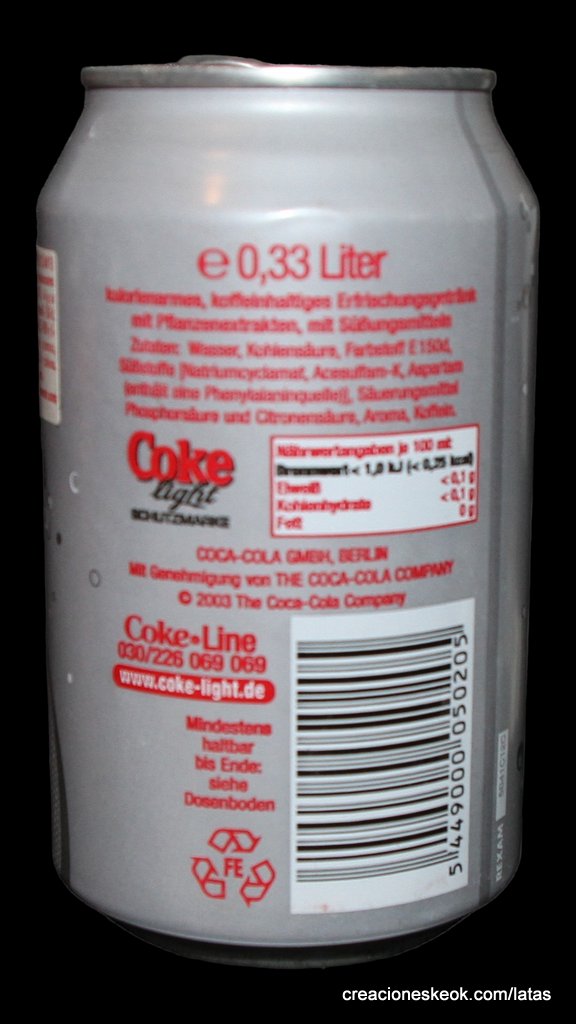 ℮ 0,33 Liter
kalorienarmes, koffeinhaltiges Erfrischungsgetränk
mit Pflanzenextrakten, mit Süßungsmitteln
Zutaten: Wasser, Kohlensäure, Farbstoff E150d,
Süßstoffe [Natriumcyclamat, Acesulfam-K, Aspartam
(enthält eine Phenylalaninquelle)], Säuerungsmittel
Phosphorsäure und Citronensäure, Aroma, Koffein.
Coke
light
SCHUTZMARKE
Nährwertangaben je 100 ml
Brennwert < 1,0 kJ (< 0,25 kcal)
Eiweiß < 0,1 g
Kohlenhydrate < 0,1 g
Fett 0 g
COCA-COLA GMBH, BERLIN
Mit Genehmigung von THE COCA-COLA COMPANY
© 2003 The Coca-Cola Company
Coke•Line
030/226 069 069
www.coke-light.de
Mindestens
haltbar
bis Ende:
siehe
Dosenboden
FE
5 449000 050205
REXAM
creacioneskeok.com/latas